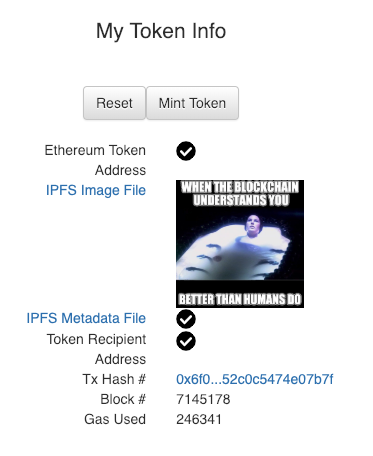 My Token Info
Reset Mint Token
Ethereum Token
Address
IPFS Image File
WHEN THE BLOCKCHAIN
UNDERSTANDS YOU
BETTER THAN HUMANS DO
IPFS Metadata File
Token Recipient
Address
Tx Hash # 0x6f0...52c0c5474e07b7f
Block # 7145178
Gas Used 246341